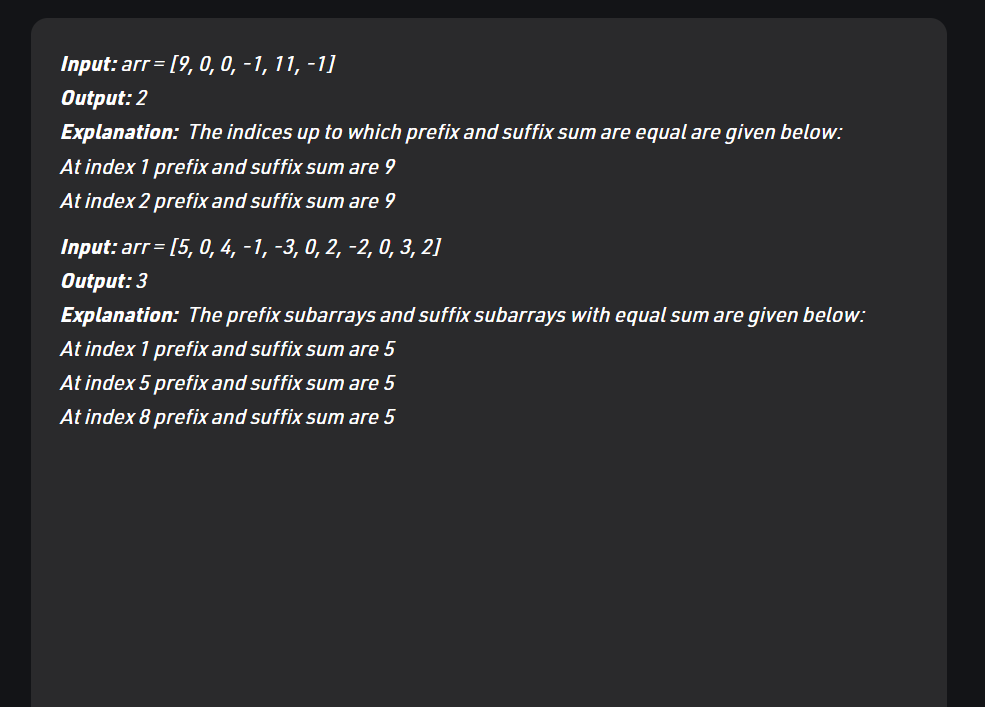 Input: arr = [9, 0, 0, -1, 11, -1]
Output: 2
Explanation: The indices up to which prefix and suffix sum are equal are given below:
At index 1 prefix and suffix sum are 9
At index 2 prefix and suffix sum are 9
Input: arr = [5, 0, 4, -1, -3, 0, 2, -2, 0, 3, 2]
Output: 3
Explanation: The prefix subarrays and suffix subarrays with equal sum are given below:
At index 1 prefix and suffix sum are 5
At index 5 prefix and suffix sum are 5
At index 8 prefix and suffix sum are 5